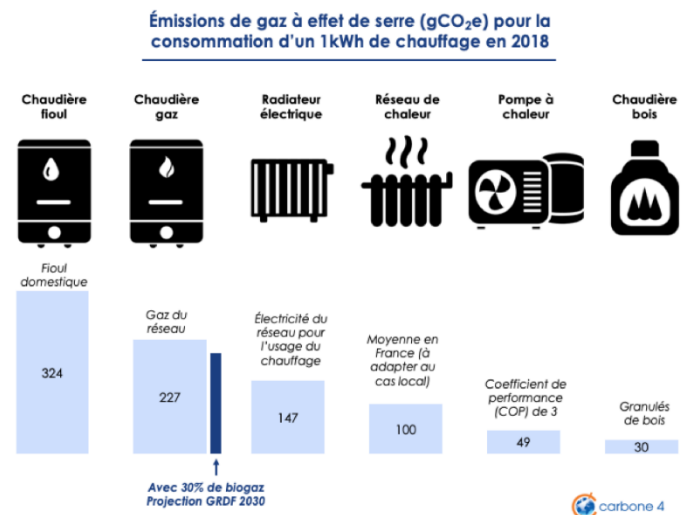 Émissions de gaz à effet de serre (gCO₂e) pour la
consommation d'un 1kWh de chauffage en 2018
Chaudière
fioul
Chaudière
gaz
Radiateur
électrique
Réseau de
chaleur
Pompe à
chaleur
Chaudière
bois
Fioul
domestique
324
Gaz du
réseau
227
Électricité du
réseau pour
l'usage du
chauffage
147
Moyenne en
France (à
adapter au
cas local)
100
Coefficient de
performance
(COP) de 3
49
Granulés
de bois
30
Avec 30% de biogaz
Projection GRDF 2030
carbone 4